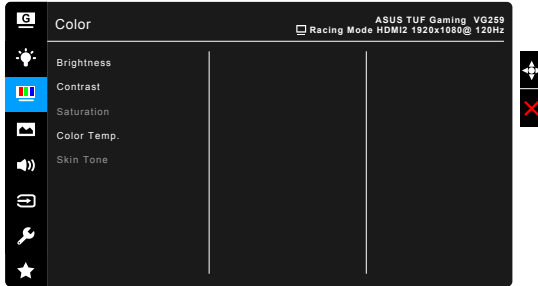 G
Color
ASUS TUF Gaming VG259
Racing Mode HDMI2 1920x1080@ 120Hz
Brightness
Contrast
Saturation
Color Temp.
Skin Tone